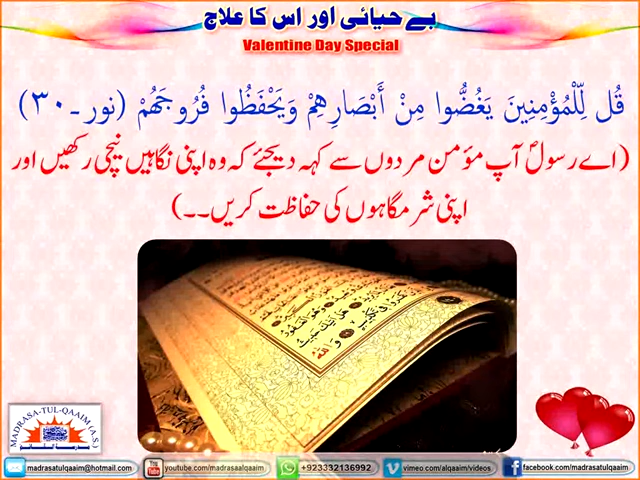 بے حیائی اور اس کا علاج
Valentine Day Special
قُل لِّلْمُؤْمِنِينَ يَغُضُّوا مِنْ أَبْصَارِهِمْ وَيَحْفَظُوا فُرُوجَهُمْ (نور۔۳۰)
(اے رسولؐ آپ مؤمن مردوں سے کہہ دیجئے کہ وہ اپنی نگاہیں نیچی رکھیں اور
اپنی شرمگاہوں کی حفاظت کریں۔۔)
MADRASA-TUL-QAAIM (A.S.)
madrasatulqaaim@hotmail.com
youtube.com/madrasaalqaaim
+923332136992
vimeo.com/alqaaim/videos
facebook.com/madrasatulqaaim